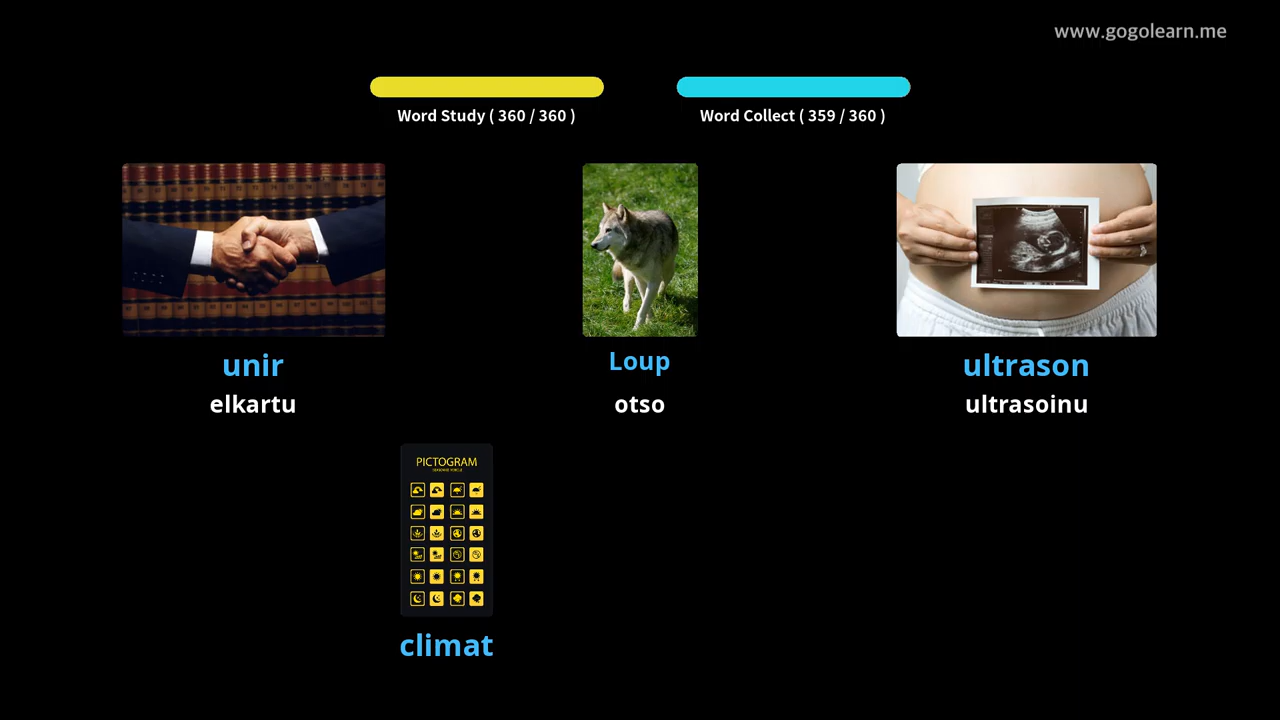 www.gogolearn.me
Word Study ( 360 / 360 )
Word Collect ( 359 / 360 )
unir
Loup
ultrason
elkartu
otso
ultrasoinu
PICTOGRAM
climat